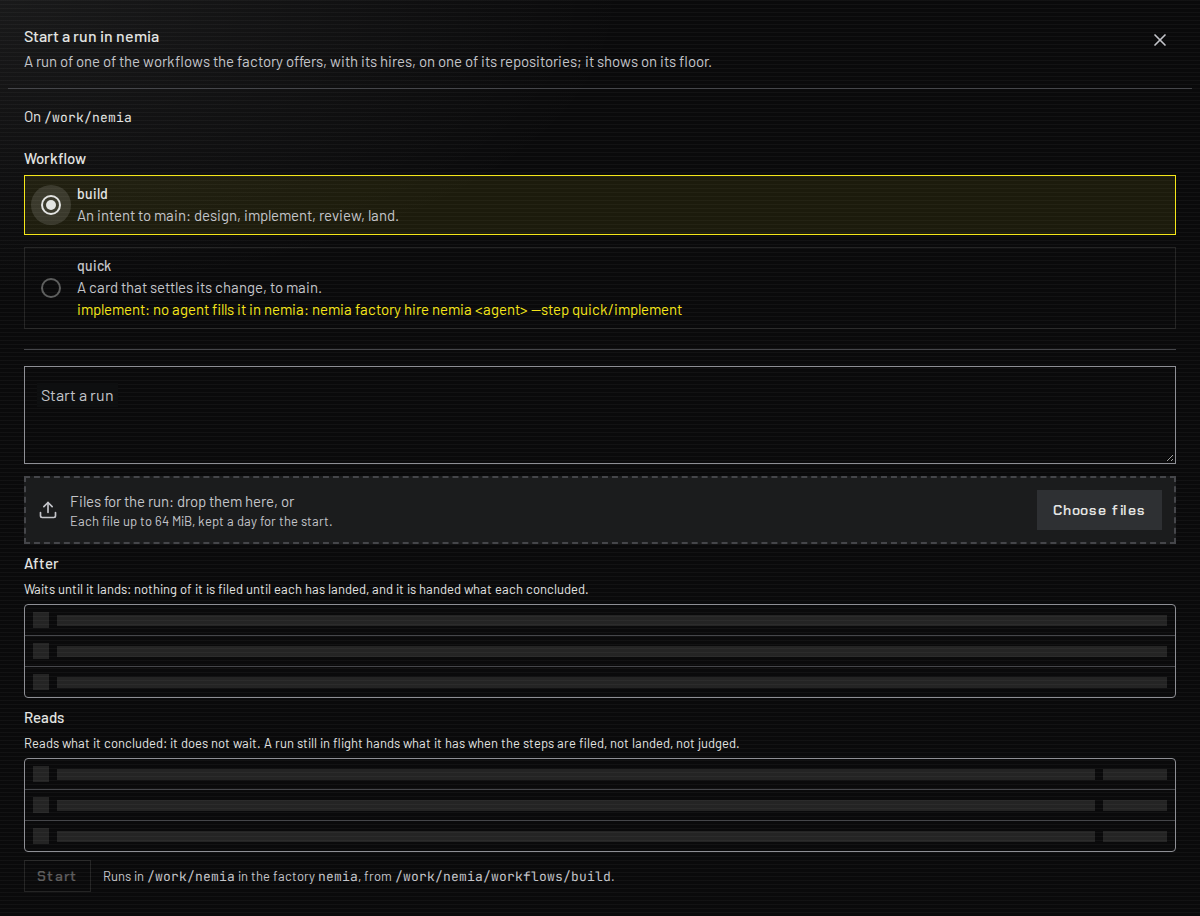 Start a run in nemia
A run of one of the workflows the factory offers, with its hires, on one of its repositories; it shows on its floor.
On /work/nemia
Workflow
build
An intent to main: design, implement, review, land.
quick
A card that settles its change, to main.
implement: no agent fills it in nemia: nemia factory hire nemia <agent> —step quick/implement
Start a run
Files for the run: drop them here, or
Each file up to 64 MiB, kept a day for the start.
Choose files
After
Waits until it lands: nothing of it is filed until each has landed, and it is handed what each concluded.
Reads
Reads what it concluded: it does not wait. A run still in flight hands what it has when the steps are filed, not landed, not judged.
Start
Runs in /work/nemia in the factory nemia, from /work/nemia/workflows/build.